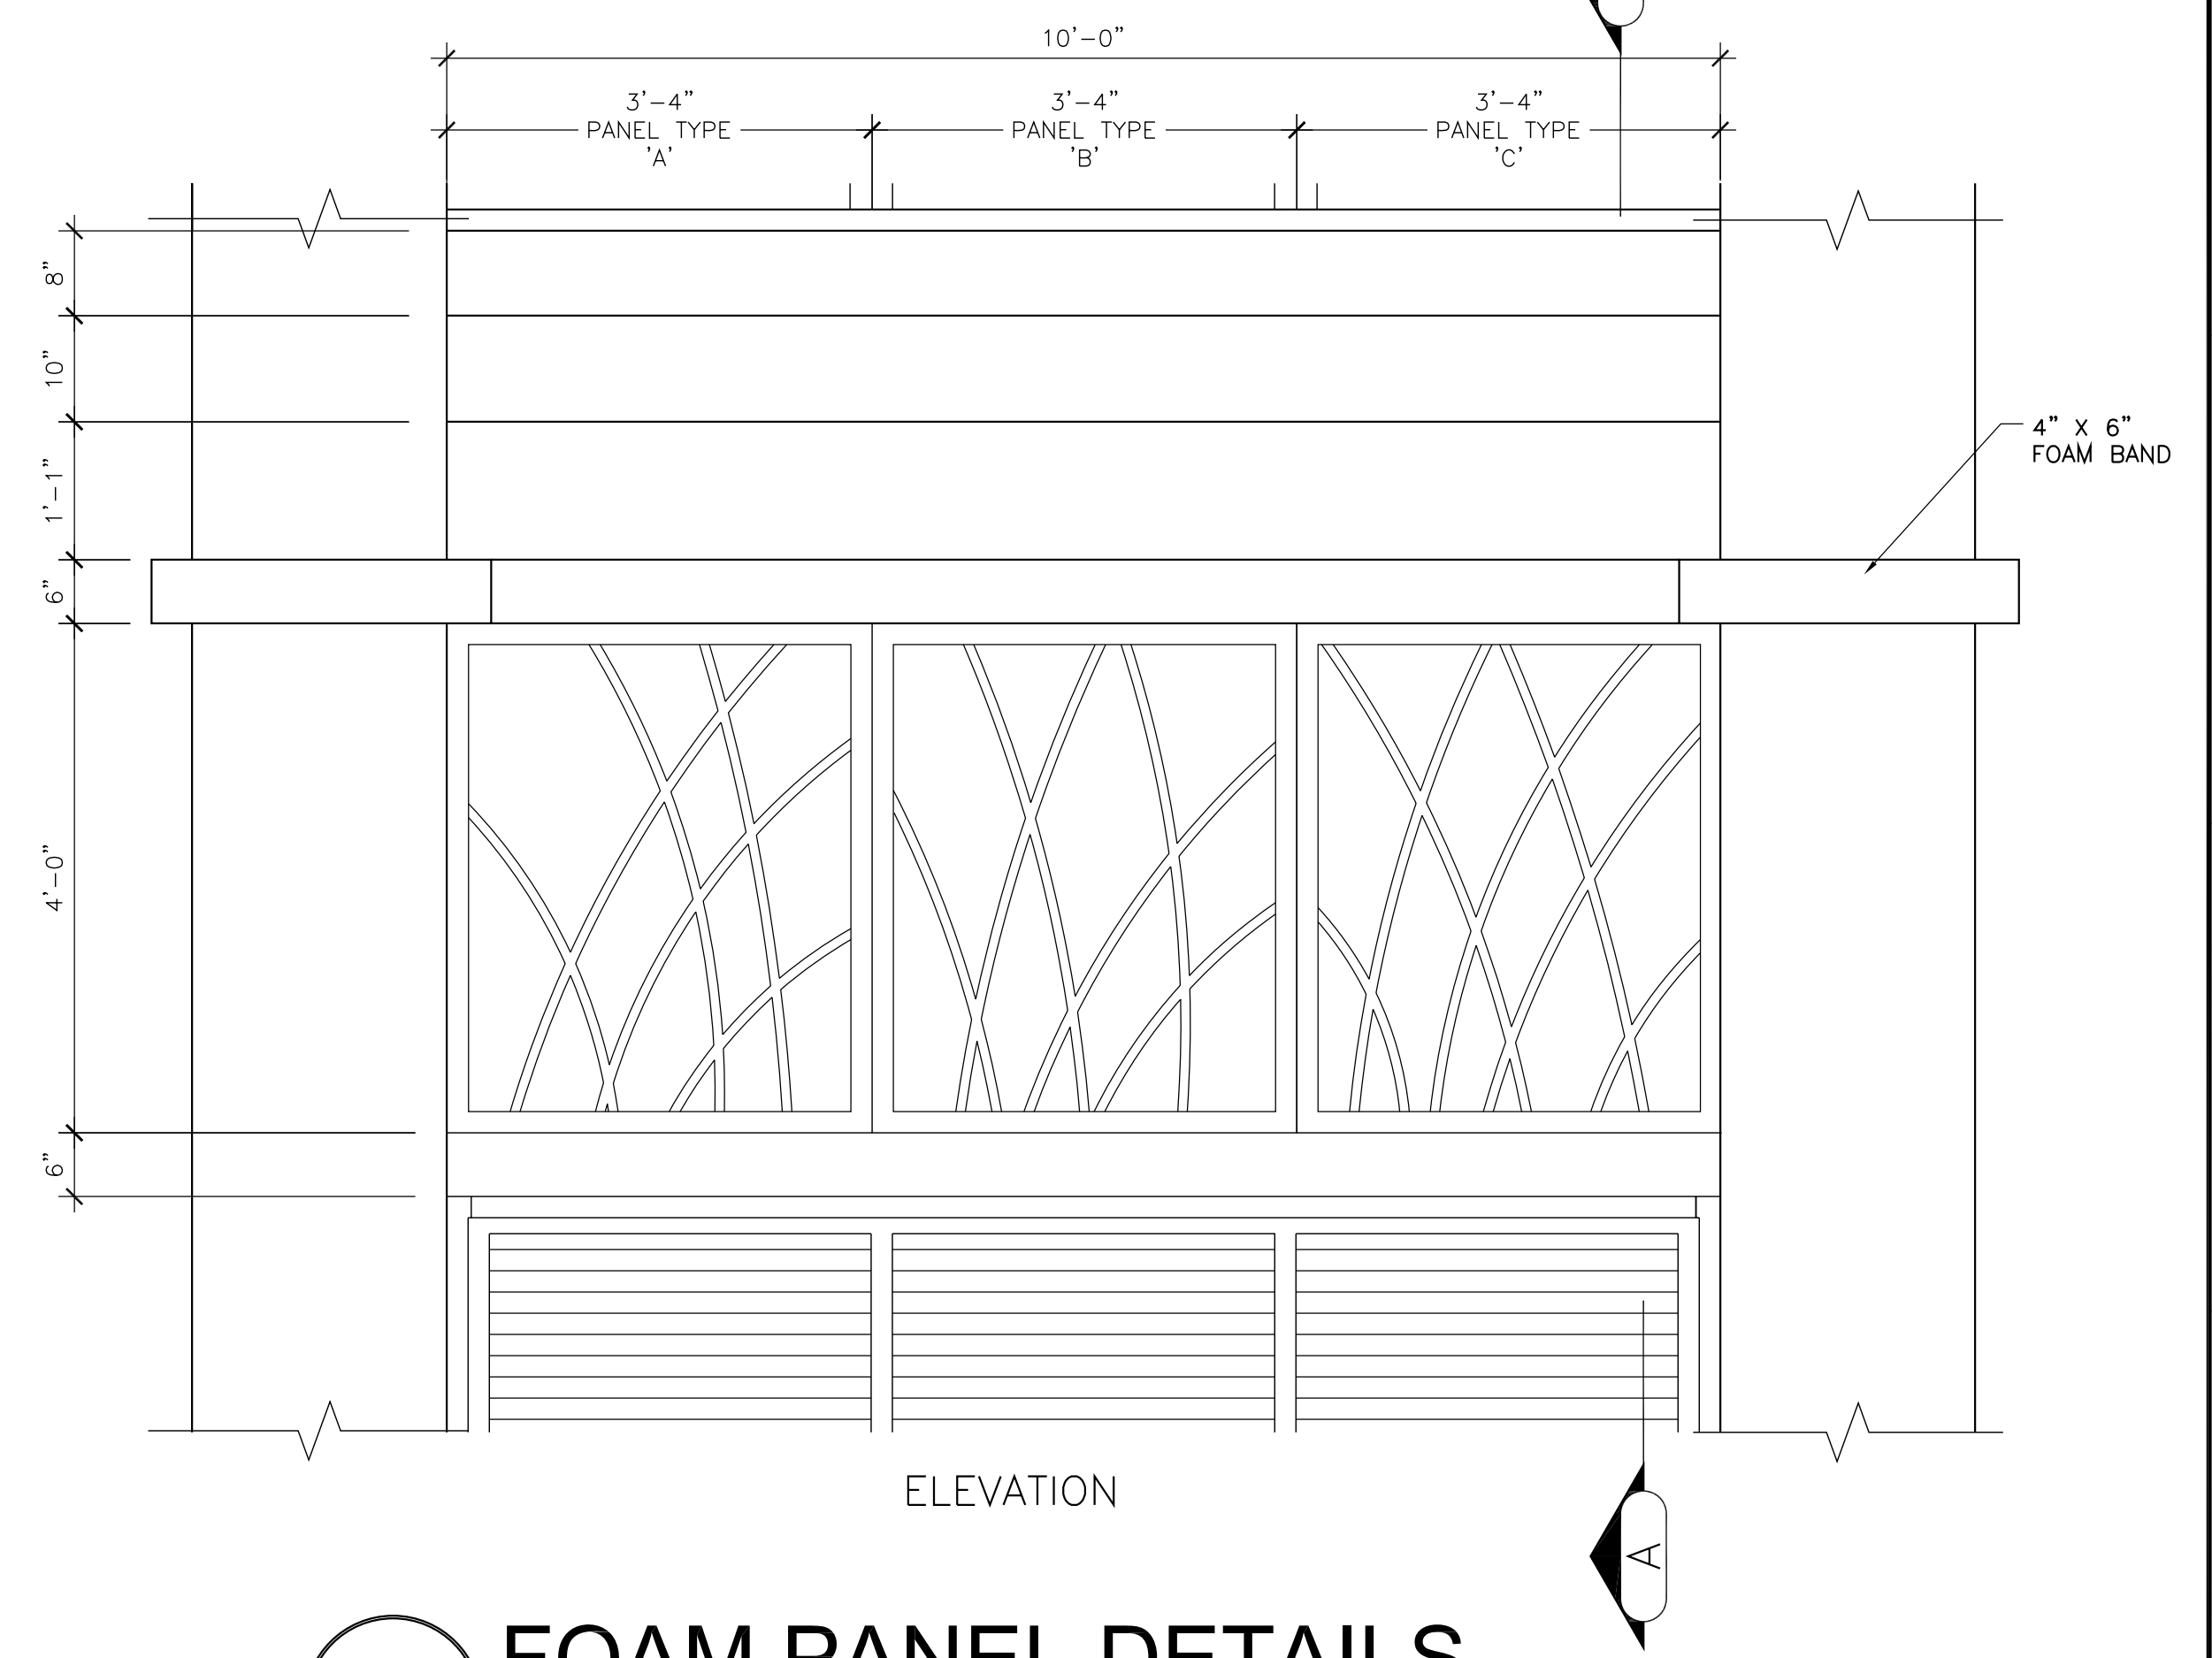 10'-0"
3'-4"
PANEL TYPE
'A'
3'-4"
PANEL TYPE
'B'
3'-4"
PANEL TYPE
'C'
8"
10"
1'-1"
6"
4'-0"
6"
4" X 6"
FOAM BAND
ELEVATION
A
FOAM PANEL DETAILS